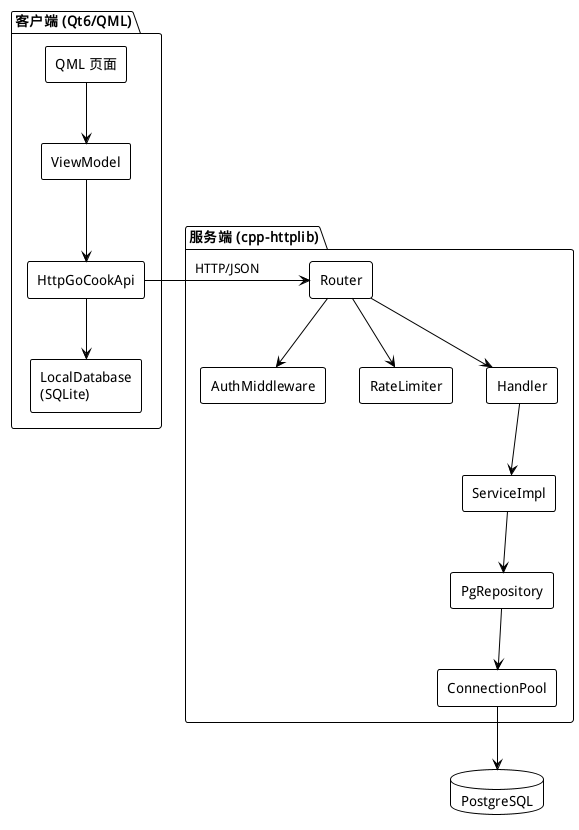 客户端 (Qt6/QML)
QML 页面
ViewModel
HttpGoCookApi
LocalDatabase
(SQLite)
服务端 (cpp-httplib)
HTTP/JSON
Router
AuthMiddleware
RateLimiter
Handler
ServiceImpl
PgRepository
ConnectionPool
PostgreSQL